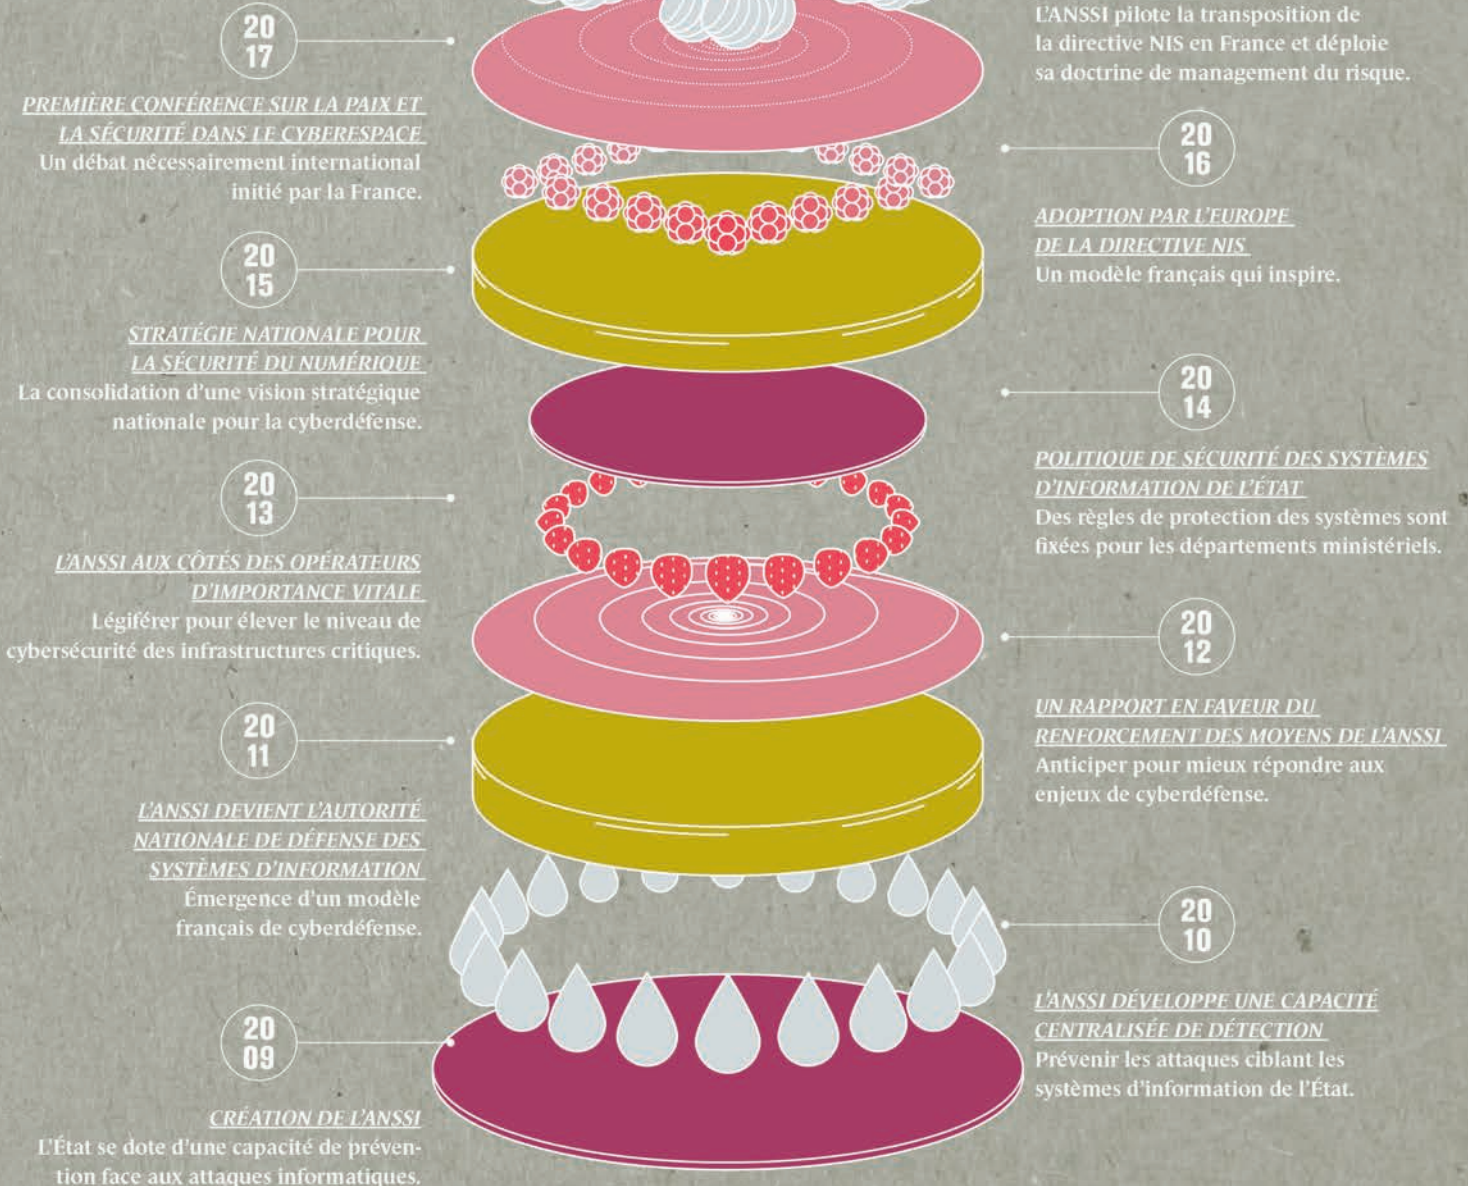 20
17
PREMIÈRE CONFÉRENCE SUR LA PAIX ET
LA SÉCURITÉ DANS LE CYBERESPACE
Un débat nécessairement international
initié par la France.
L'ANSSI pilote la transposition de
la directive NIS en France et déploie
sa doctrine de management du risque.
20
16
ADOPTION PAR L'EUROPE
DE LA DIRECTIVE NIS
Un modèle français qui inspire.
20
15
STRATÉGIE NATIONALE POUR
LA SÉCURITÉ DU NUMÉRIQUE
La consolidation d'une vision stratégique
nationale pour la cyberdéfense.
20
14
POLITIQUE DE SÉCURITÉ DES SYSTÈMES
D'INFORMATION DE L'ÉTAT
Des règles de protection des systèmes sont
fixées pour les départements ministériels.
20
13
L'ANSSI AUX CÔTÉS DES OPÉRATEURS
D'IMPORTANCE VITALE
Légiférer pour élever le niveau de
cybersécurité des infrastructures critiques.
20
12
UN RAPPORT EN FAVEUR DU
RENFORCEMENT DES MOYENS DE L'ANSSI
Anticiper pour mieux répondre aux
enjeux de cyberdéfense.
20
11
L'ANSSI DEVIENT L'AUTORITÉ
NATIONALE DE DÉFENSE DES
SYSTÈMES D'INFORMATION
Émergence d'un modèle
français de cyberdéfense.
20
10
L'ANSSI DÉVELOPPE UNE CAPACITÉ
CENTRALISÉE DE DÉTECTION
Prévenir les attaques ciblant les
systèmes d'information de l'État.
20
09
CRÉATION DE L'ANSSI
L'État se dote d'une capacité de préven-
tion face aux attaques informatiques.